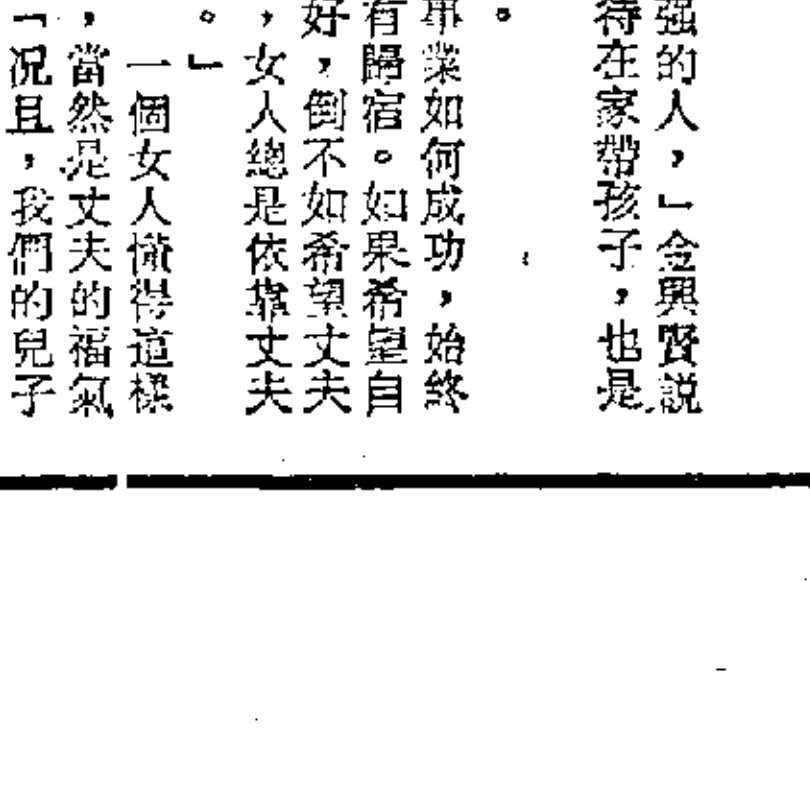 强的人，」金興賢説
待在家帶孩子，也是
。
事業如何成功，始終
有歸宿。如果希望自
好，倒不如希望丈夫
，女人總是依靠丈夫
。」
一個女人懂得這樣
，當然是丈夫的福氣
「况且，我們的兒子